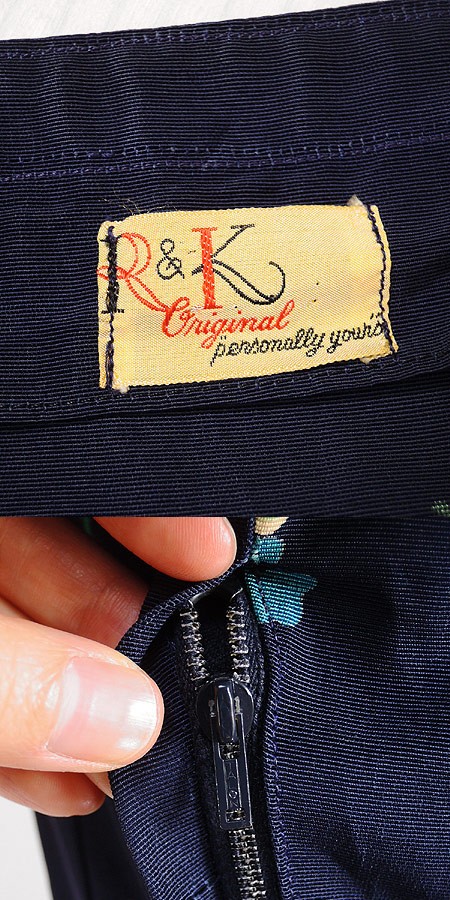 R & K
Original
"personally yours"